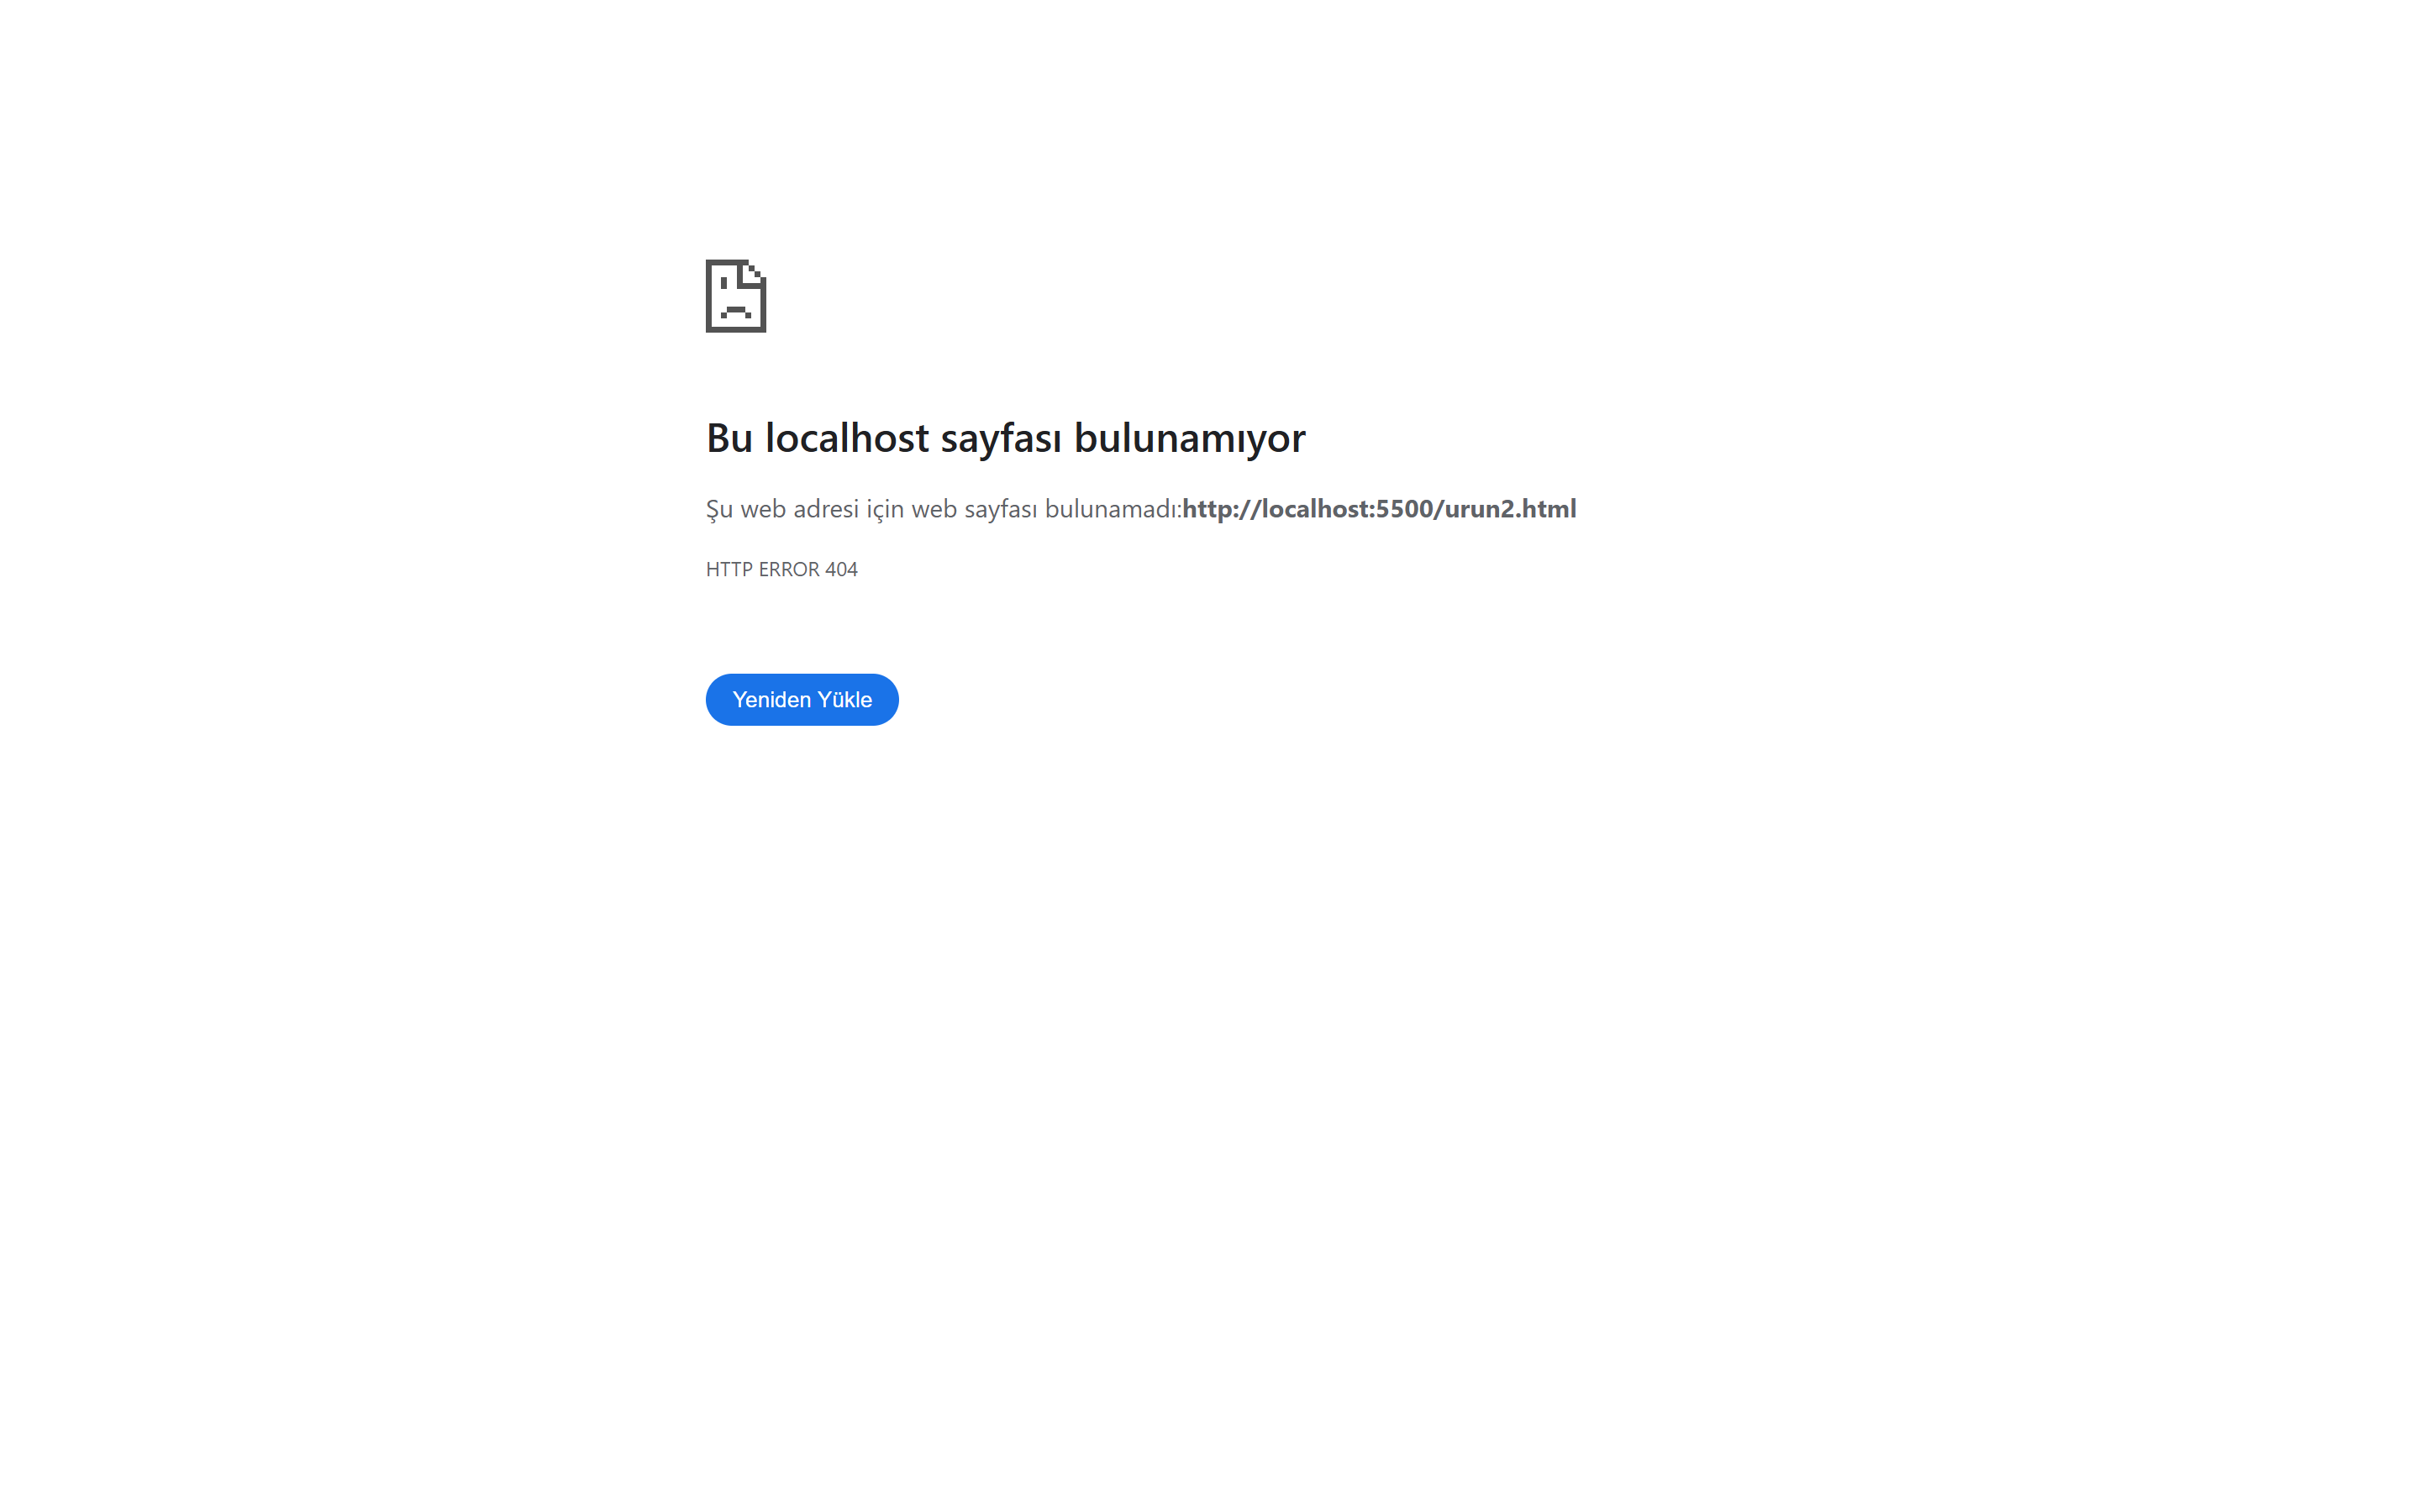 Bu localhost sayfası bulunamıyor
Şu web adresi için web sayfası bulunamadı:http://localhost:5500/urun2.html
HTTP ERROR 404
Yeniden Yükle